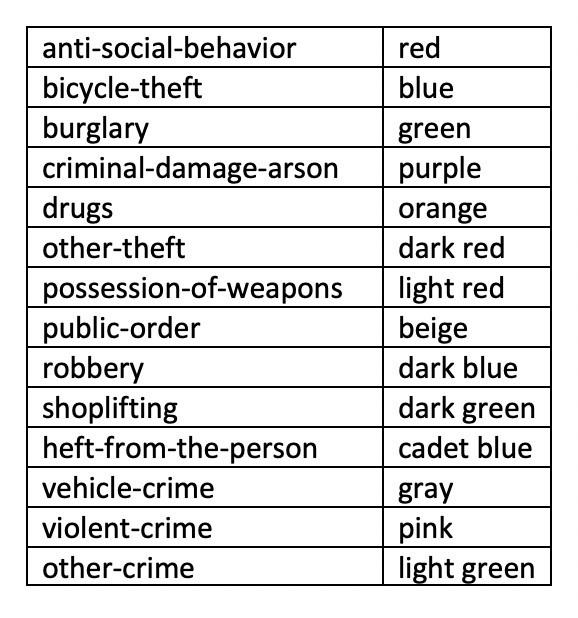 anti-social-behavior red
bicycle-theft blue
burglary green
criminal-damage-arson purple
drugs orange
other-theft dark red
possession-of-weapons light red
public-order beige
robbery dark blue
shoplifting dark green
heft-from-the-person cadet blue
vehicle-crime gray
violent-crime pink
other-crime light green